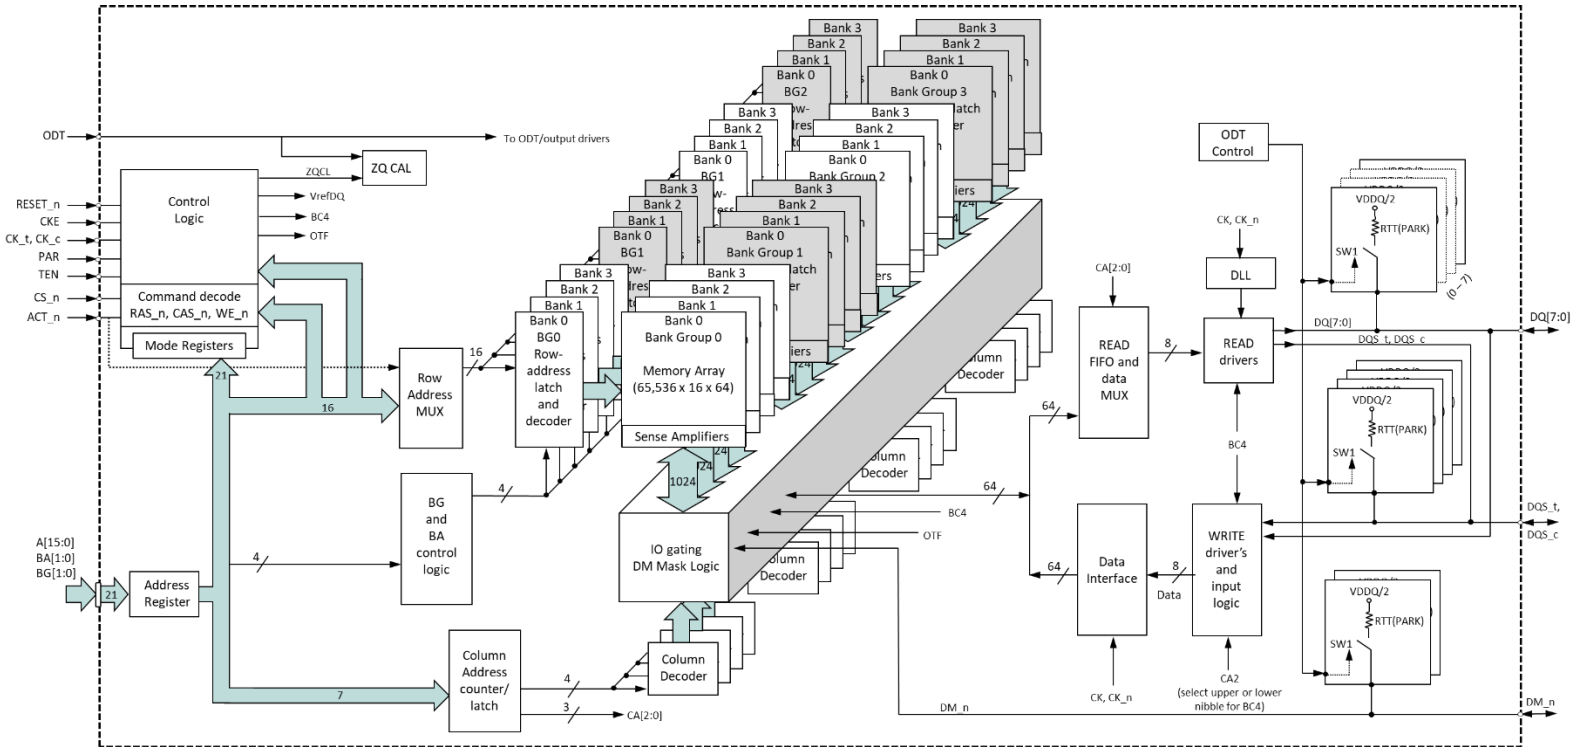 ODT
To ODT/output drivers
ZQ CAL
ZQCL
VrefDQ
BC4
OTF
RESET_n
CKE
CK_t, CK_c
PAR
TEN
CS_n
ACT_n
Control
Logic
Command decode
RAS_n, CAS_n, WE_n
Mode Registers
21
16
Row
Address
MUX
16
BG
and
BA
control
logic
4
4
A[15:0]
BA[1:0]
BG[1:0]
21
Address
Register
7
Column
Address
counter/
latch
4
3
CA[2:0]
Column
Decoder
Bank 3
Bank 2
Bank 1
Bank 0
BG2
Bank 3
Bank 2
Bank 1
Bank 0
Bank Group 3
Bank 3
Bank 2
Bank 1
Bank 0
BG1
Bank 3
Bank 2
Bank 1
Bank 0
Bank Group 2
Bank 3
Bank 2
Bank 1
Bank 0
BG1
Bank 3
Bank 2
Bank 1
Bank 0
Bank Group 1
Bank 3
Bank 2
Bank 1
Bank 0
BG0
Row-
address
latch
and
decoder
Bank 3
Bank 2
Bank 1
Bank 0
Bank Group 0
Memory Array
(65,536 x 16 x 64)
Sense Amplifiers
1024
IO gating
DM Mask Logic
Column
Decoder
Column
Decoder
Column
Decoder
64
BC4
OTF
DM_n
64
64
CA[2:0]
READ
FIFO and
data
MUX
8
Data
Interface
8
Data
CK, CK_n
CK, CK_n
DLL
READ
drivers
BC4
WRITE
driver's
and
input
logic
CA2
(select upper or lower
nibble for BC4)
ODT
Control
VDDQ/2
RTT(PARK)
SW1
(0 – 7)
DQ[7:0]
DQS_t, DQS_c
VDDQ/2
RTT(PARK)
SW1
VDDQ/2
RTT(PARK)
SW1
DQ[7:0]
DQS_t,
DQS_c
DM_n